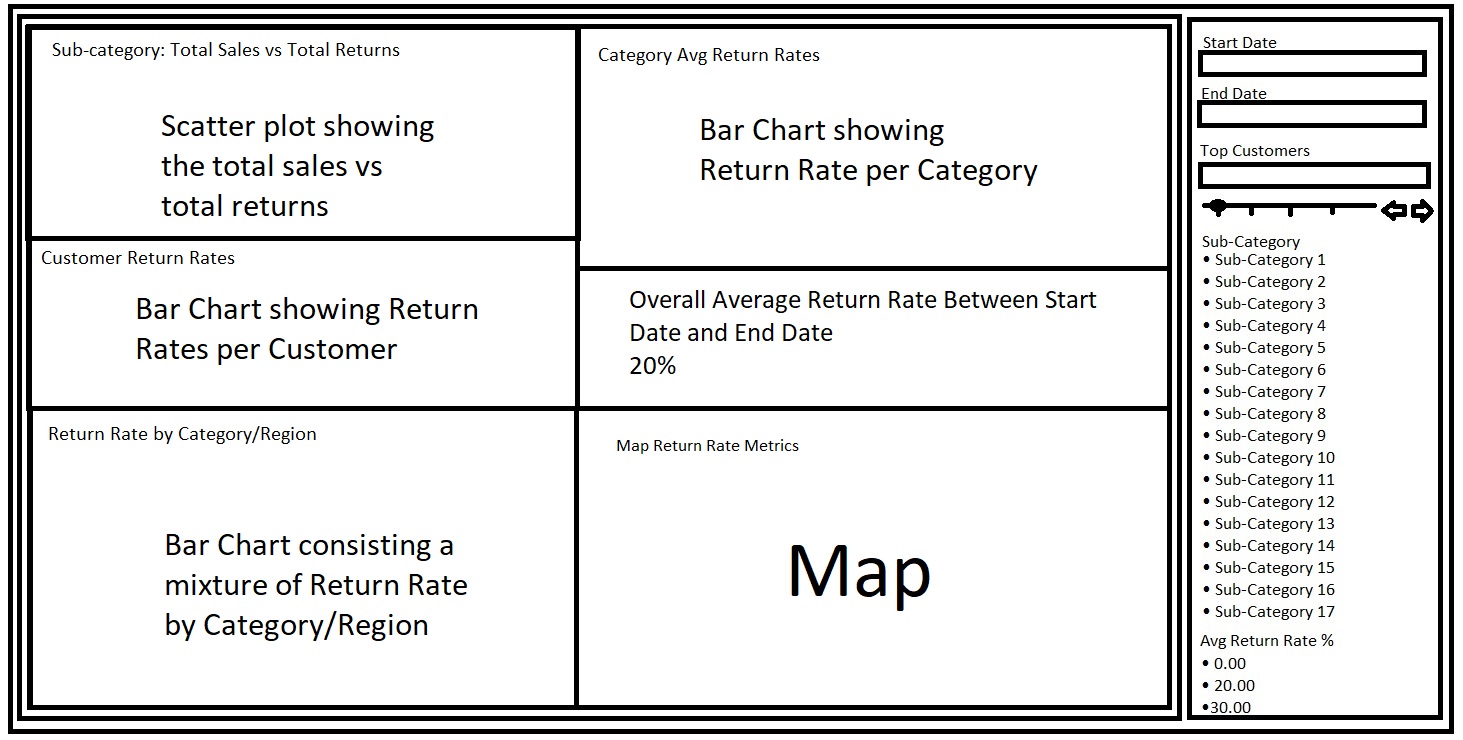 Sub-category: Total Sales vs Total Returns
Scatter plot showing
the total sales vs
total returns
Category Avg Return Rates
Bar Chart showing
Return Rate per Category
Customer Return Rates
Bar Chart showing Return
Rates per Customer
Overall Average Return Rate Between Start
Date and End Date
20%
Return Rate by Category/Region
Bar Chart consisting a
mixture of Return Rate
by Category/Region
Map Return Rate Metrics
Map
Start Date
End Date
Top Customers
Sub-Category
• Sub-Category 1
• Sub-Category 2
• Sub-Category 3
• Sub-Category 4
• Sub-Category 5
• Sub-Category 6
• Sub-Category 7
• Sub-Category 8
• Sub-Category 9
• Sub-Category 10
• Sub-Category 11
• Sub-Category 12
• Sub-Category 13
• Sub-Category 14
• Sub-Category 15
• Sub-Category 16
• Sub-Category 17
Avg Return Rate %
• 0.00
• 20.00
•30.00